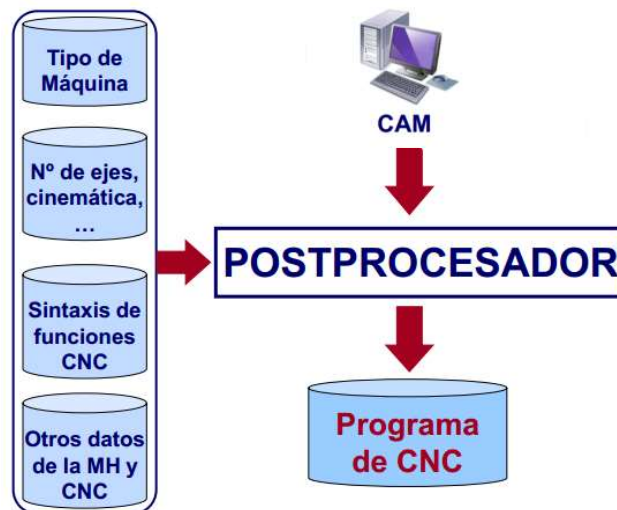 Tipo de
Máquina
Nº de ejes,
cinemática,
...
Sintaxis de
funciones
CNC
Otros datos
de la MH y
CNC
CAM
POSTPROCESADOR
Programa
de CNC